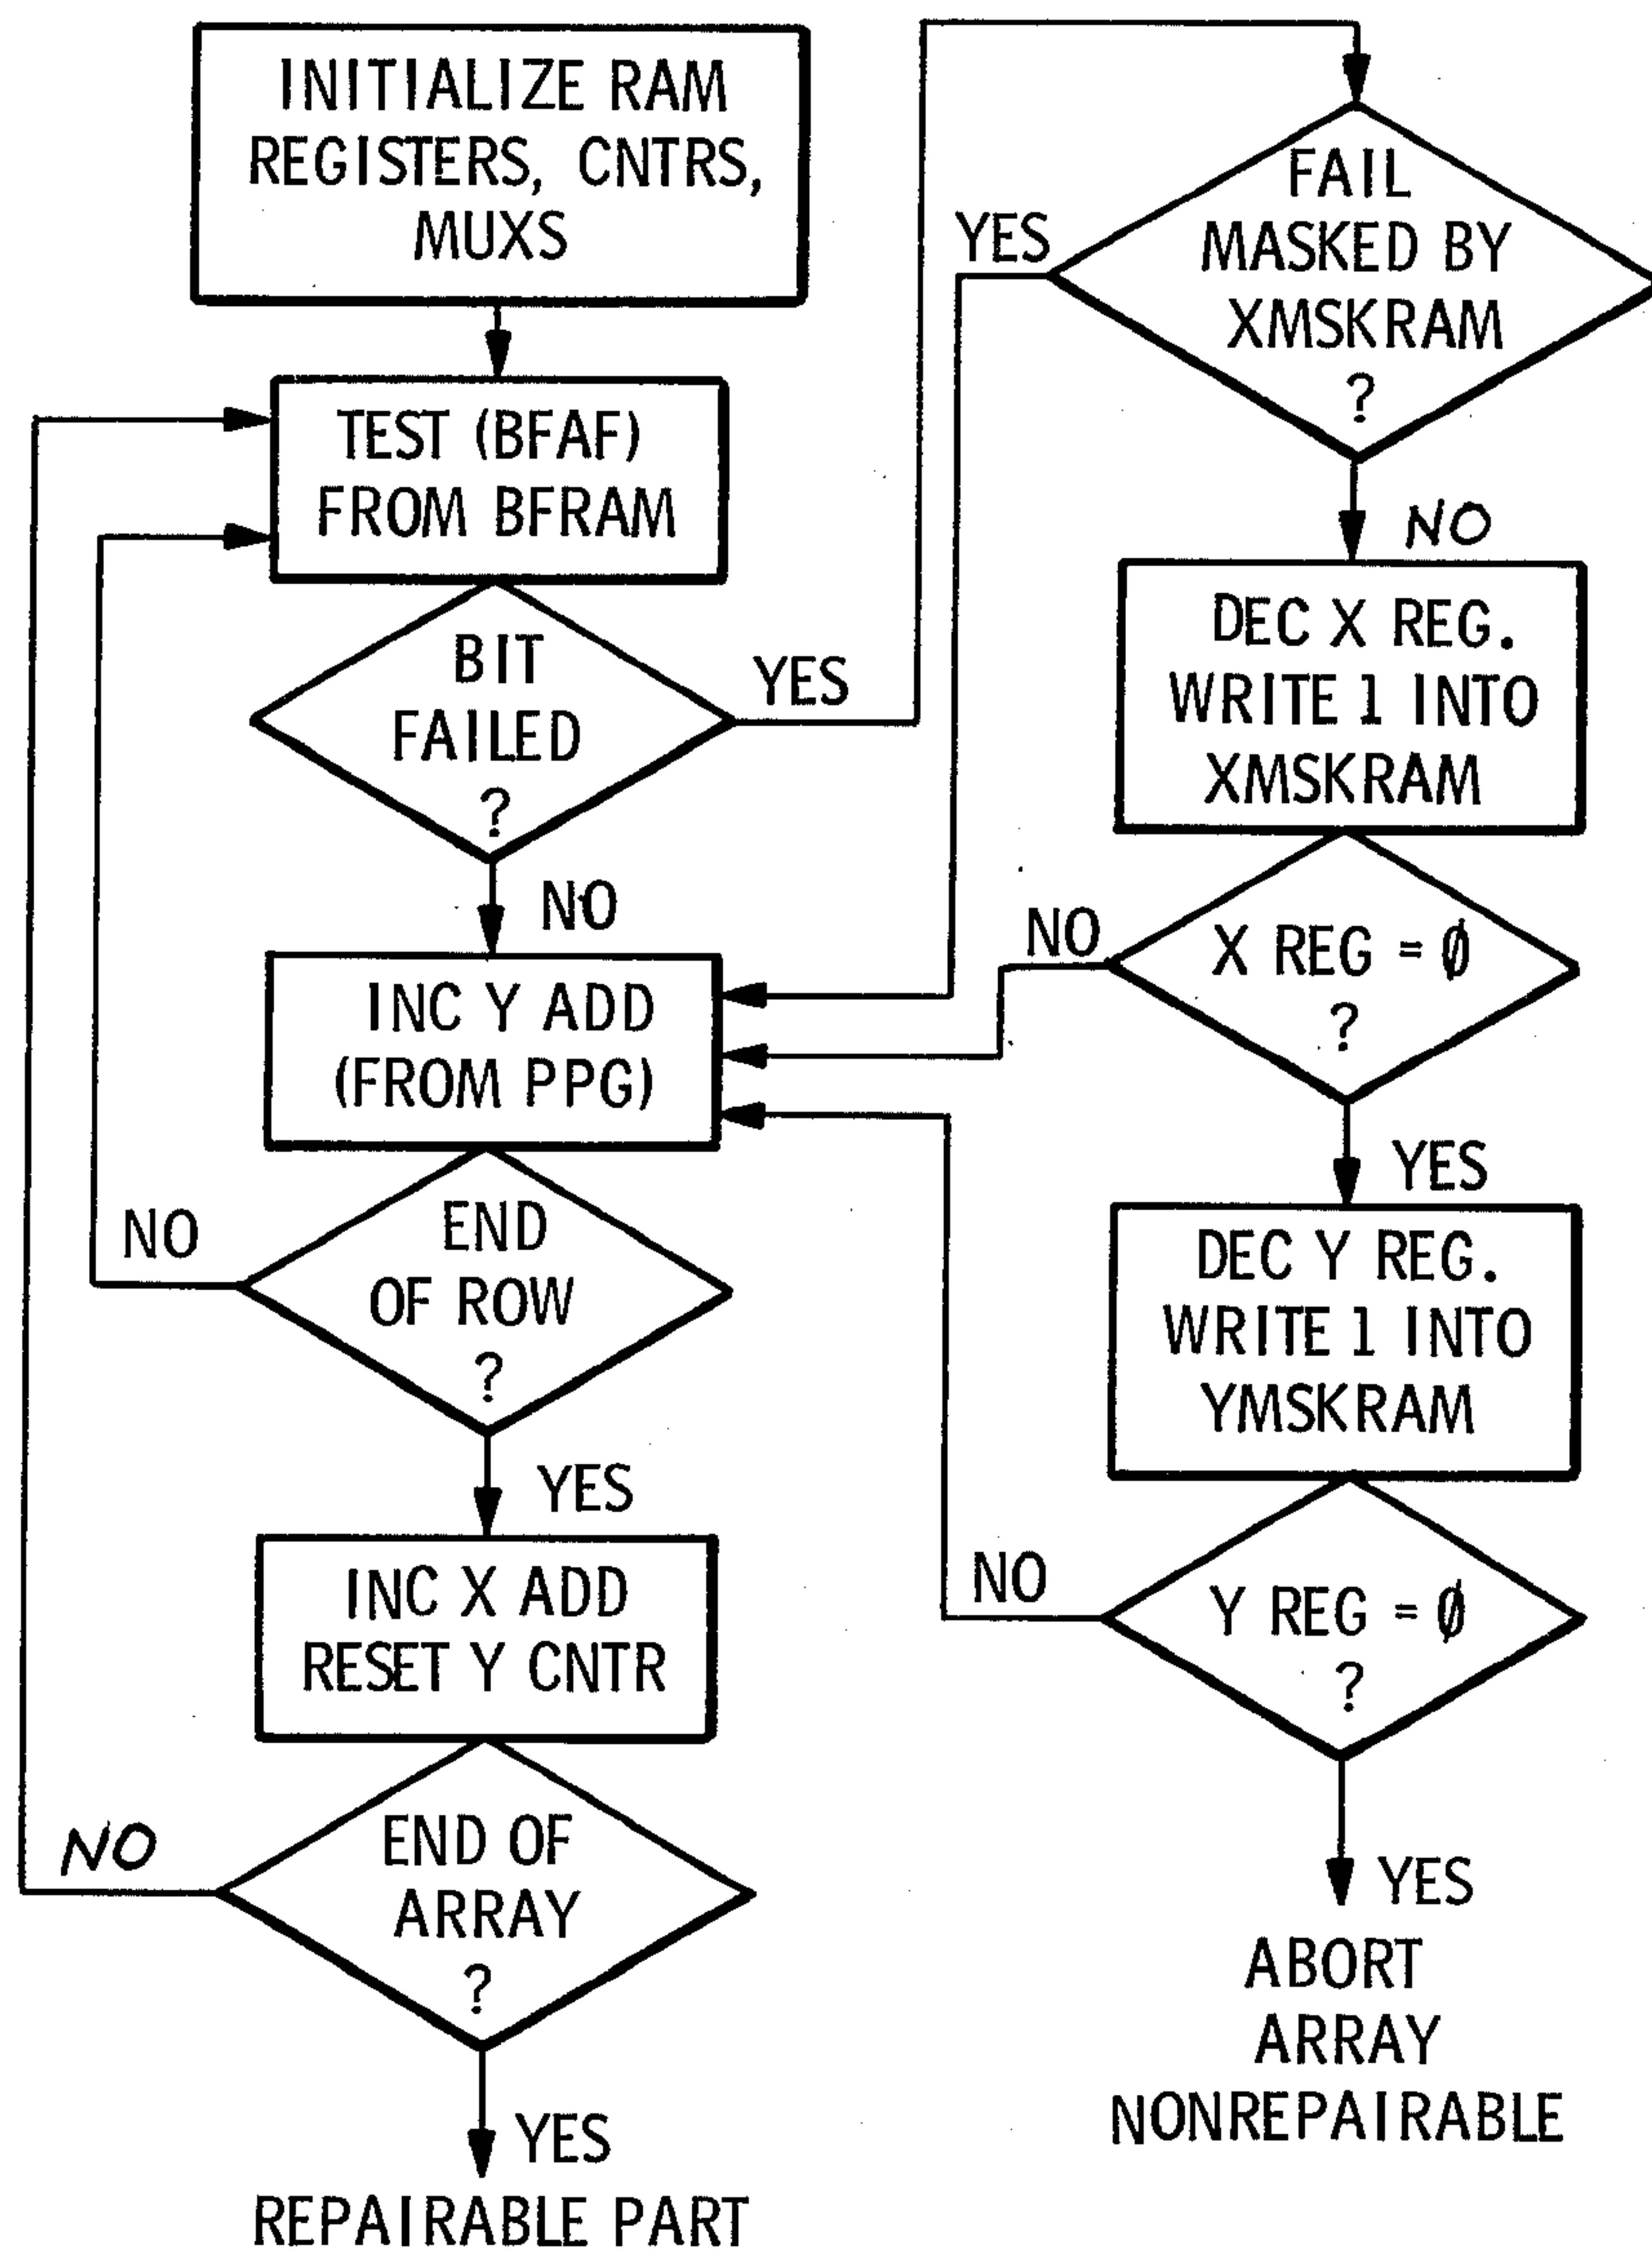 INITIALIZE RAM
REGISTERS, CNTRS,
MUXS
TEST (BFAF)
FROM BFRAM
BIT
FAILED
?
YES
NO
INC Y ADD
(FROM PPG)
END
OF ROW
?
NO
YES
INC X ADD
RESET Y CNTR
END OF
ARRAY
?
NO
YES
REPAIRABLE PART
FAIL
MASKED BY
XMSKRAM
?
YES
NO
DEC X REG.
WRITE 1 INTO
XMSKRAM
X REG = Ø
?
NO
YES
DEC Y REG.
WRITE 1 INTO
YMSKRAM
Y REG = Ø
?
NO
YES
ABORT
ARRAY
NONREPAIRABLE